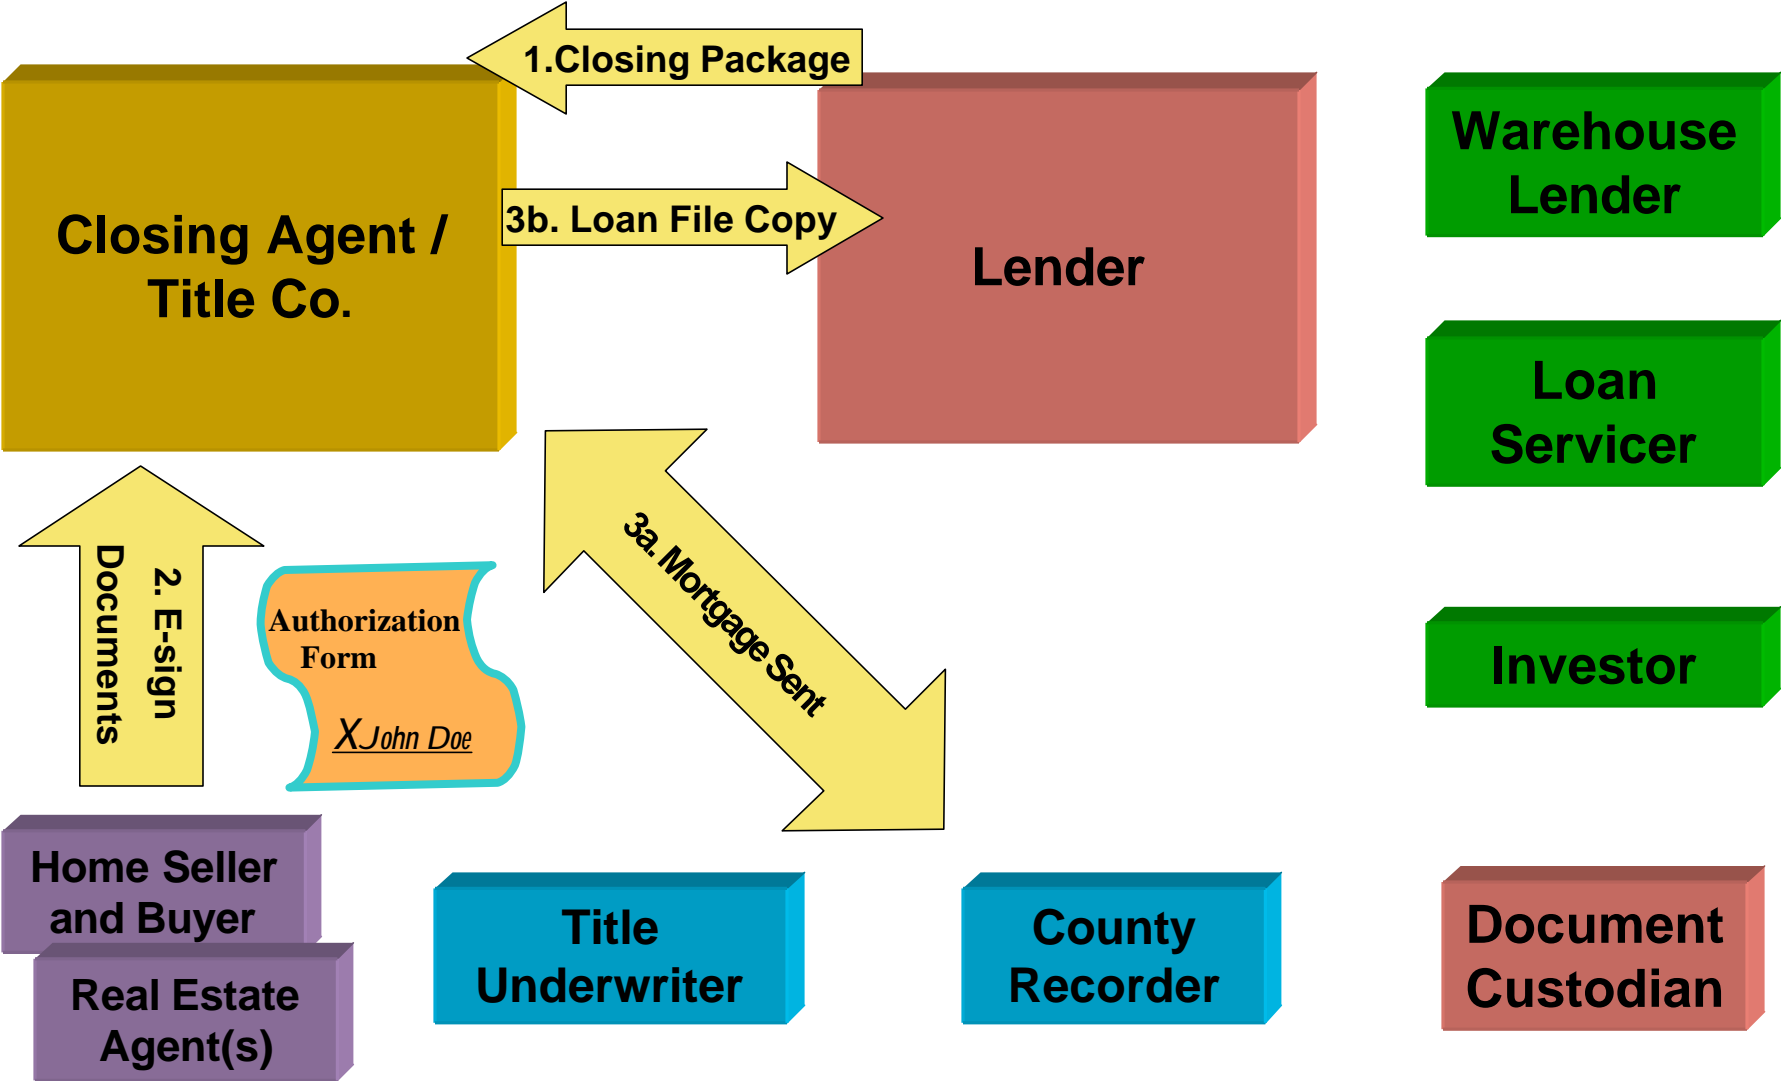 1.Closing Package
Closing Agent /
Title Co.
3b. Loan File Copy
Lender
Warehouse
Lender
Loan
Servicer
Investor
2. E-sign
Documents
Authorization
Form
XJohn Doe
3a. Mortgage Sent
Home Seller
and Buyer
Real Estate
Agent(s)
Title
Underwriter
County
Recorder
Document
Custodian